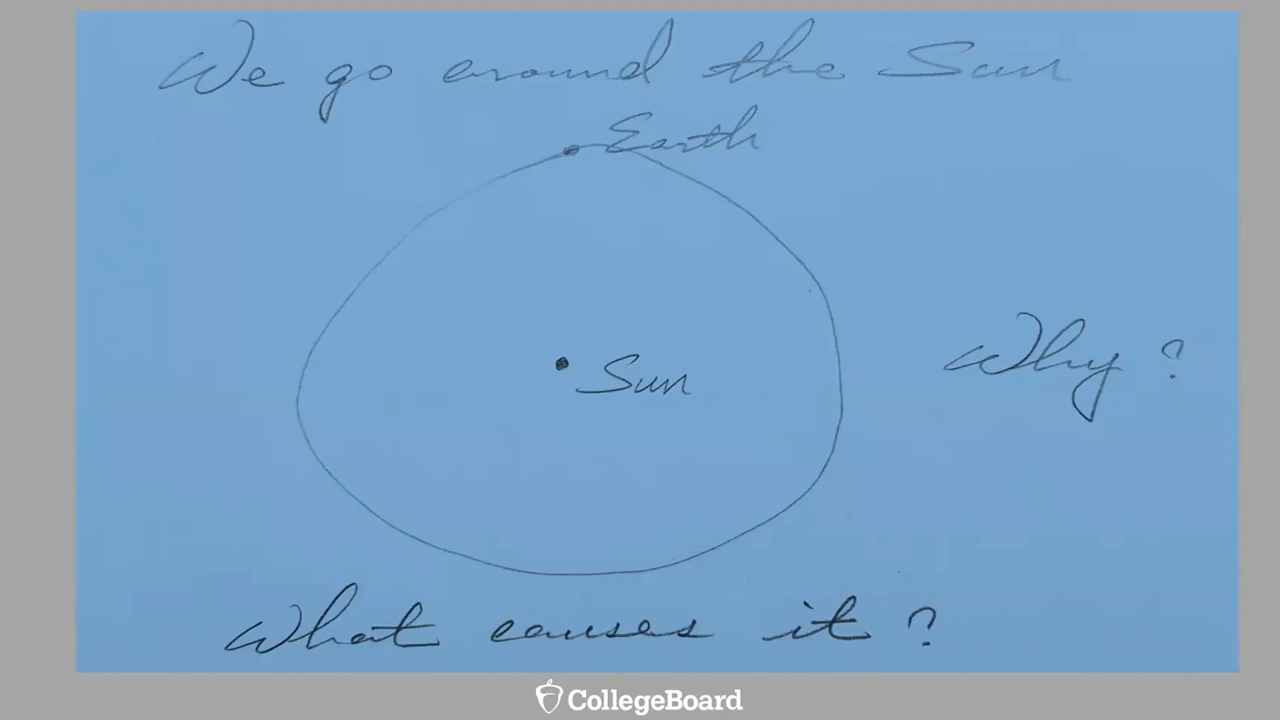 We go around the Sun
Earth
Why ?
Sun
What causes it ?
CollegeBoard